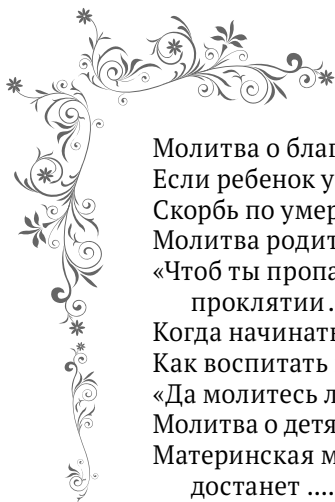 Молитва о благ
Если ребенок у
Скорбь по умер
Молитва родит
«Чтоб ты пропа
проклятии.
Когда начинать
Как воспитать
«Да молитесь л
Молитва о детя
Материнская м
достанет ....